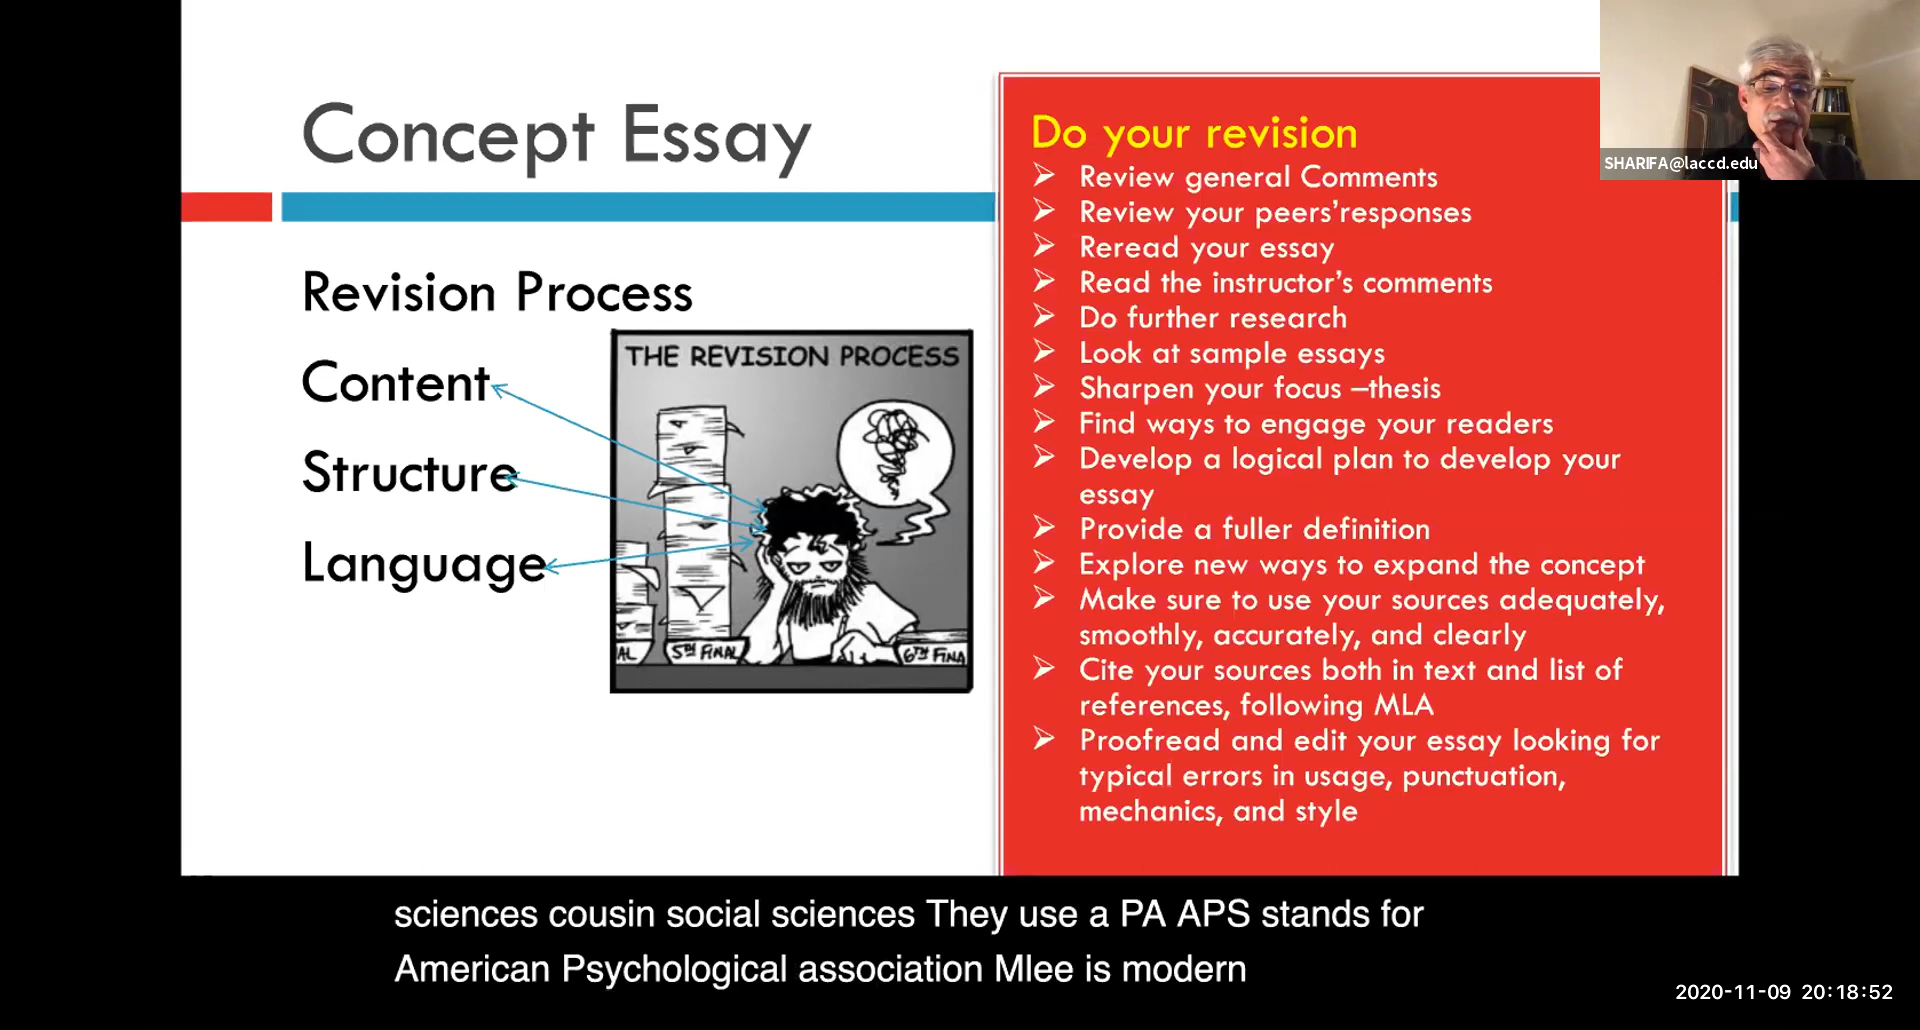 Concept Essay
Revision Process
Content
Structure
Language
THE REVISION PROCESS
AL
5TH FINAL
6TH FINA
Do your revision
Review general Comments
Review your peers'responses
Reread your essay
Read the instructor's comments
Do further research
Look at sample essays
Sharpen your focus –thesis
Find ways to engage your readers
Develop a logical plan to develop your
essay
Provide a fuller definition
Explore new ways to expand the concept
Make sure to use your sources adequately,
smoothly, accurately, and clearly
Cite your sources both in text and list of
references, following MLA
Proofread and edit your essay looking for
typical errors in usage, punctuation,
mechanics, and style
SHARIFA@laccd.edu
sciences cousin social sciences They use a PA APS stands for
American Psychological association Mlee is modern
2020-11-09 20:18:52